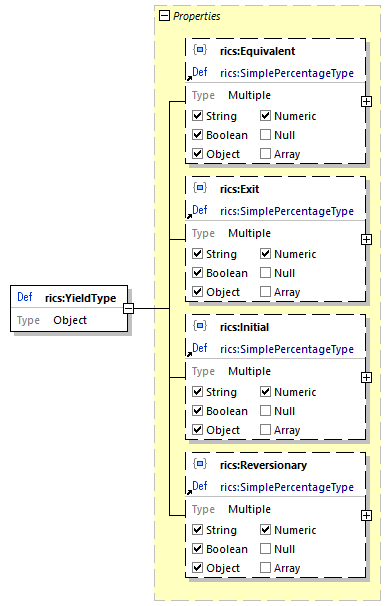 Properties
rics:Equivalent
Def rics:SimplePercentageType
Type Multiple
String Numeric
Boolean Null
Object Array
rics:Exit
Def rics:SimplePercentageType
Type Multiple
String Numeric
Boolean Null
Object Array
Def rics:YieldType
Type Object
rics:Initial
Def rics:SimplePercentageType
Type Multiple
String Numeric
Boolean Null
Object Array
rics:Reversionary
Def rics:SimplePercentageType
Type Multiple
String Numeric
Boolean Null
Object Array